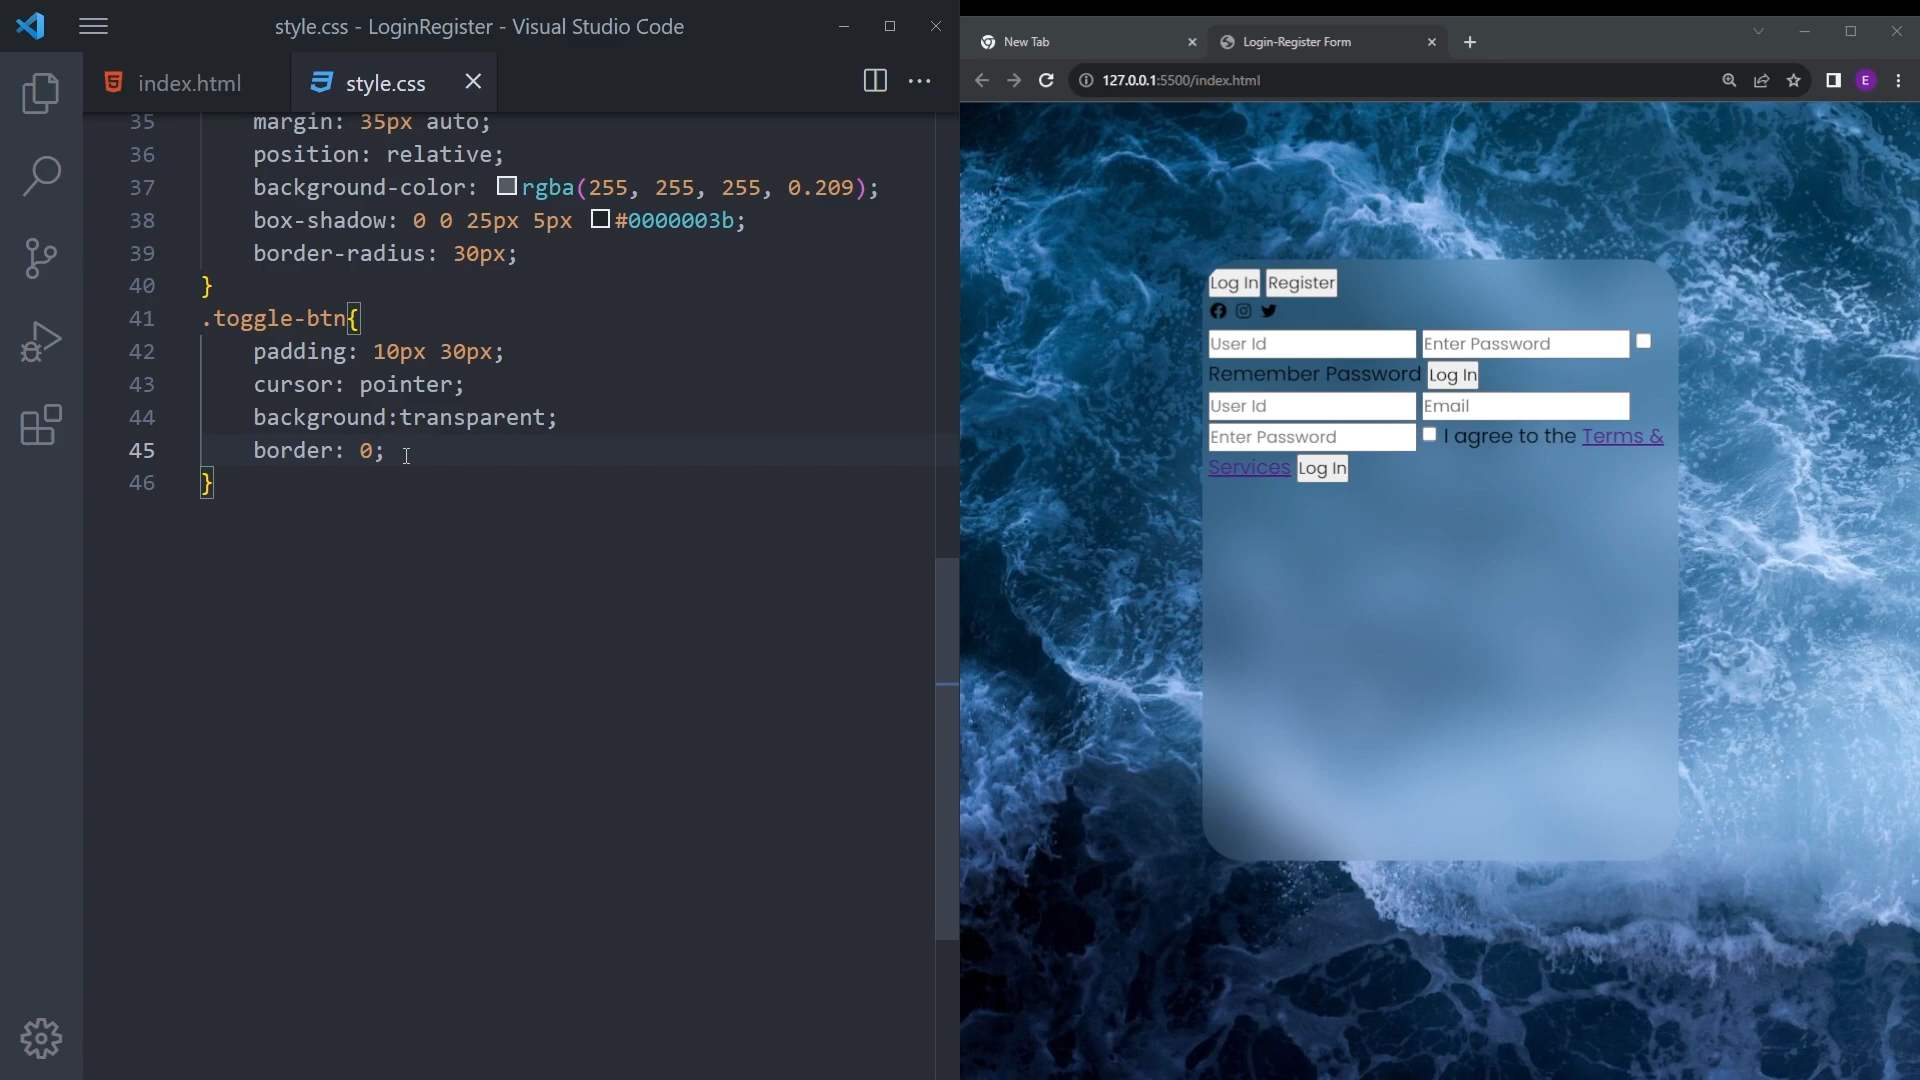 style.css - LoginRegister - Visual Studio Code
index.html
style.css
35 margin: 35px auto;
36 position: relative;
37 background-color: rgba(255, 255, 255, 0.209);
38 box-shadow: 0 0 25px 5px #0000003b;
39 border-radius: 30px;
40 }
41 .toggle-btn{
42 padding: 10px 30px;
43 cursor: pointer;
44 background:transparent;
45 border: 0;
46 }
New Tab
Login-Register Form
127.0.0.1:5500/index.html
E
Log In Register
User Id Enter Password
Remember Password Log In
User Id Email
Enter Password I agree to the Terms &
Services Log In